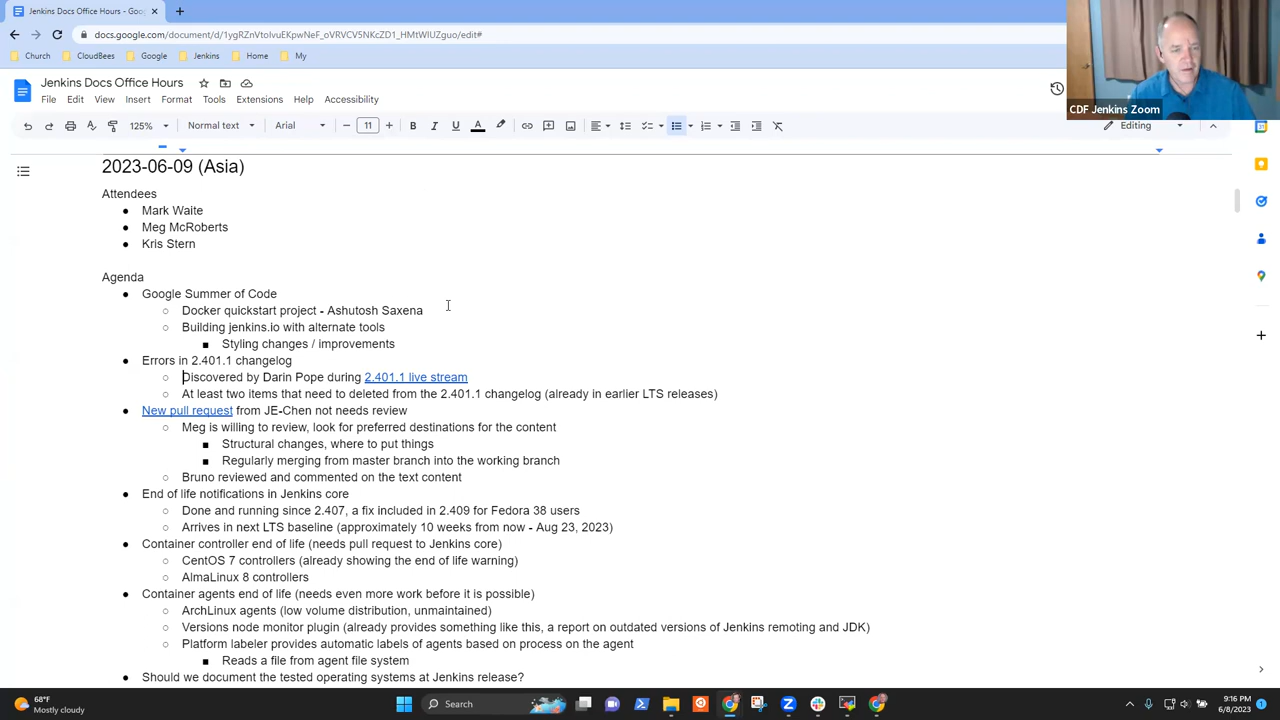 Jenkins Docs Office Hours - Goo
docs.google.com/document/d/1ygRZnVtoIvuEKpwNeF_oVRVCV5NKcZD1_HMtWlUZguo/edit#
Church
CloudBees
Google
Jenkins
Home
My
Jenkins Docs Office Hours
File Edit View Insert Format Tools Extensions Help Accessibility
CDF Jenkins Zoom
125% Normal text Arial 11 Editing
2023-06-09 (Asia)
Attendees
● Mark Waite
● Meg McRoberts
● Kris Stern
Agenda
● Google Summer of Code
○ Docker quickstart project - Ashutosh Saxena
○ Building jenkins.io with alternate tools
■ Styling changes / improvements
● Errors in 2.401.1 changelog
○ Discovered by Darin Pope during 2.401.1 live stream
○ At least two items that need to deleted from the 2.401.1 changelog (already in earlier LTS releases)
● New pull request from JE-Chen not needs review
○ Meg is willing to review, look for preferred destinations for the content
■ Structural changes, where to put things
■ Regularly merging from master branch into the working branch
○ Bruno reviewed and commented on the text content
● End of life notifications in Jenkins core
○ Done and running since 2.407, a fix included in 2.409 for Fedora 38 users
○ Arrives in next LTS baseline (approximately 10 weeks from now - Aug 23, 2023)
● Container controller end of life (needs pull request to Jenkins core)
○ CentOS 7 controllers (already showing the end of life warning)
○ AlmaLinux 8 controllers
● Container agents end of life (needs even more work before it is possible)
○ ArchLinux agents (low volume distribution, unmaintained)
○ Versions node monitor plugin (already provides something like this, a report on outdated versions of Jenkins remoting and JDK)
○ Platform labeler provides automatic labels of agents based on process on the agent
■ Reads a file from agent file system
● Should we document the tested operating systems at Jenkins release?
68°F
Mostly cloudy
Search
9:16 PM
6/8/2023